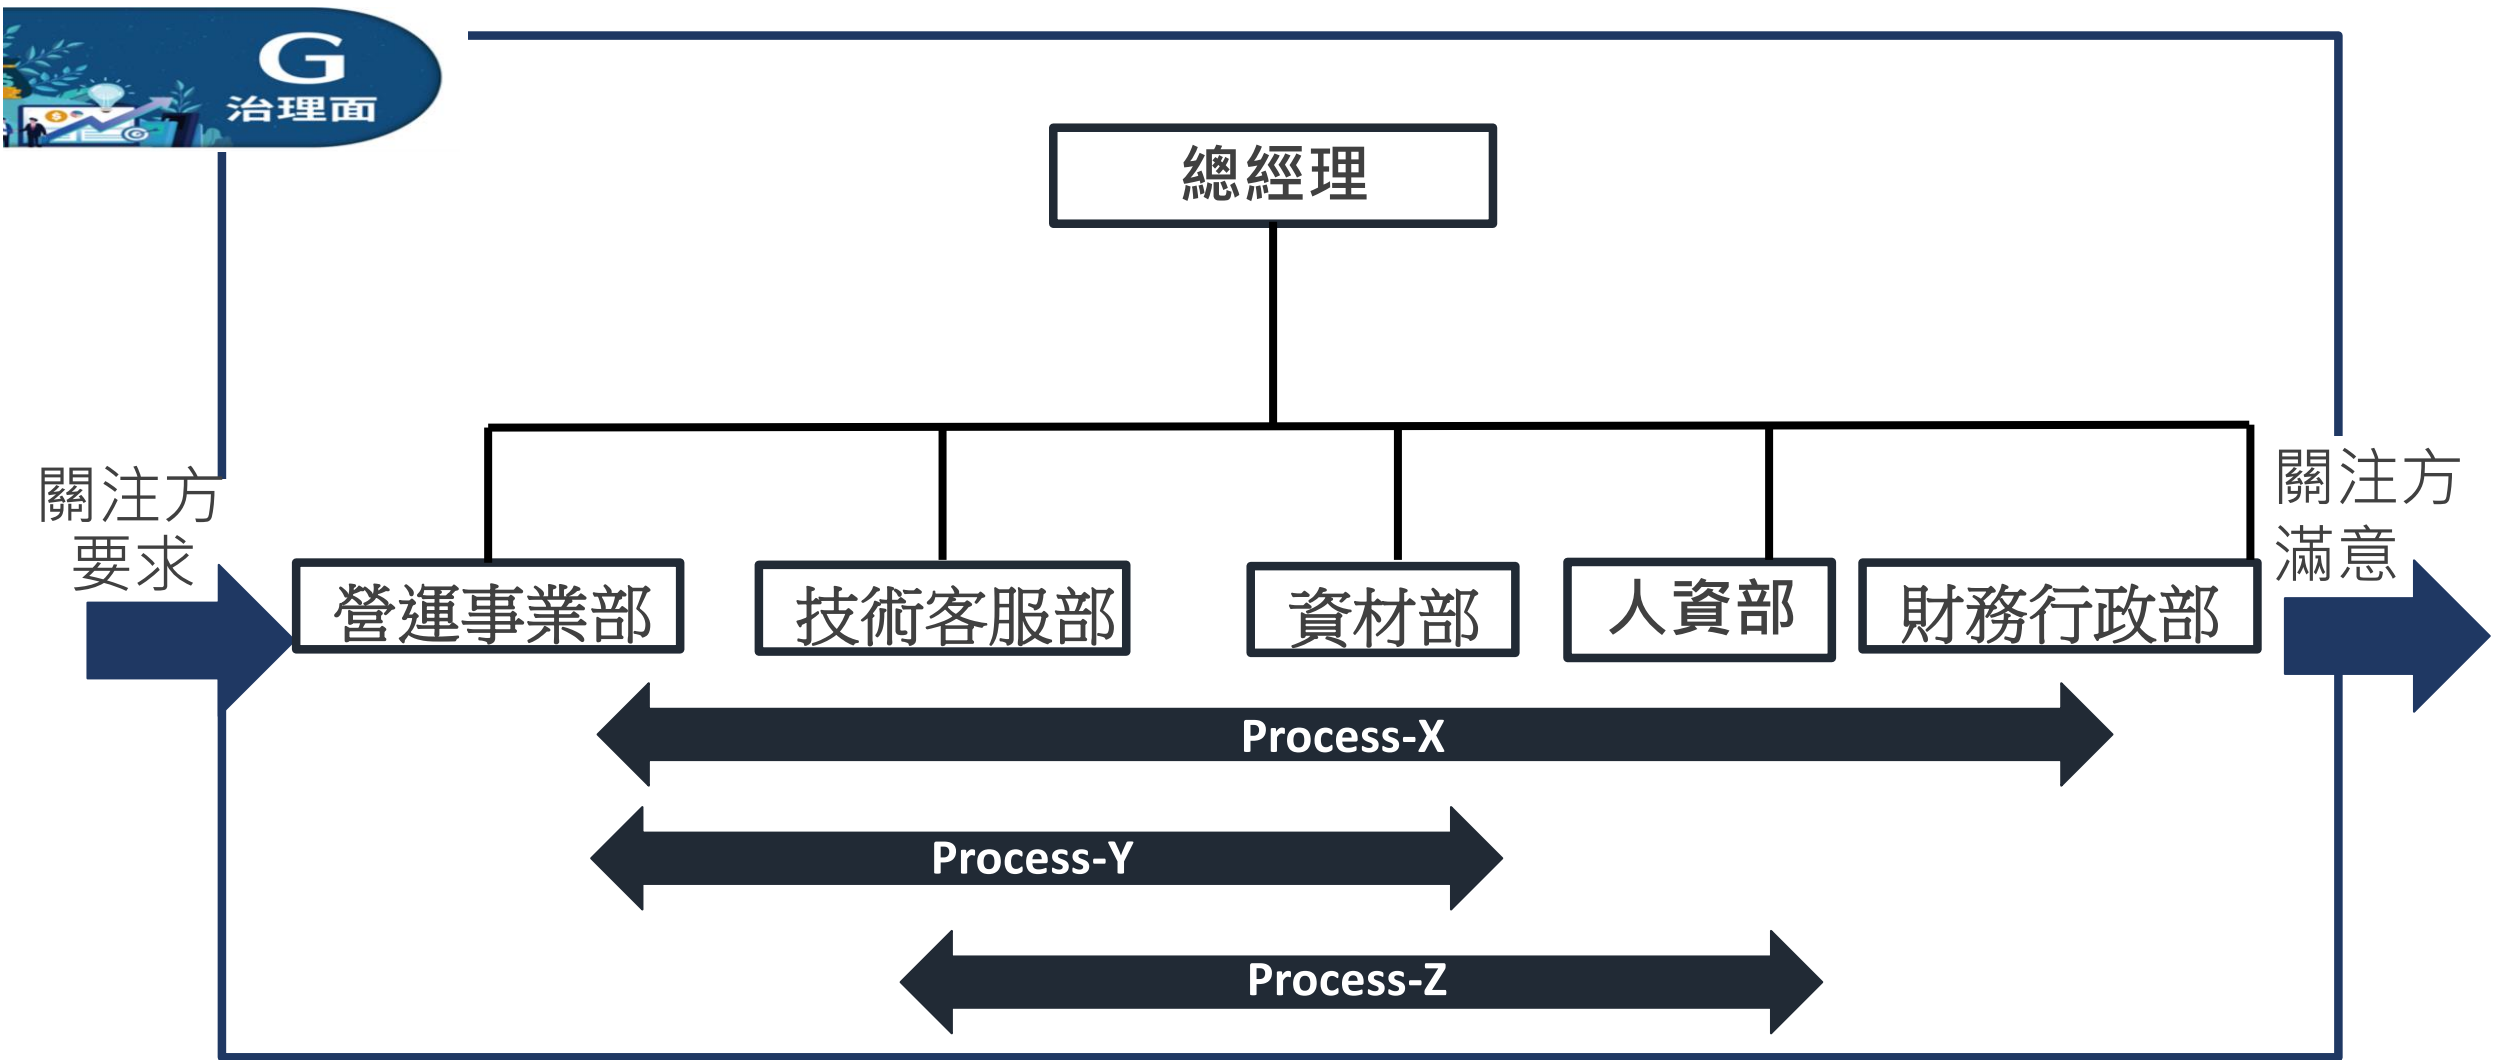 G
治理面
總經理
關注方
要求
營運事業部
技術客服部
資材部
人資部
財務行政部
關注方
滿意
Process-X
Process-Y
Process-Z